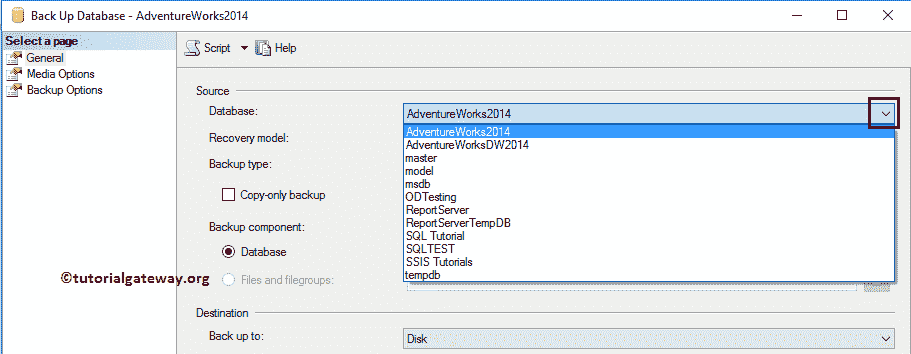 Back Up Database - AdventureWorks2014
Select a page
General
Media Options
Backup Options
Script
Help
Source
Database:
AdventureWorks2014
AdventureWorks2014
AdventureWorksDW2014
master
model
msdb
ODTesting
ReportServer
ReportServerTempDB
SQL Tutorial
SQLTEST
SSIS Tutorials
tempdb
Recovery model:
Backup type:
Copy-only backup
Backup component:
Database
Files and filegroups:
©tutorialgateway.org
Destination
Back up to:
Disk